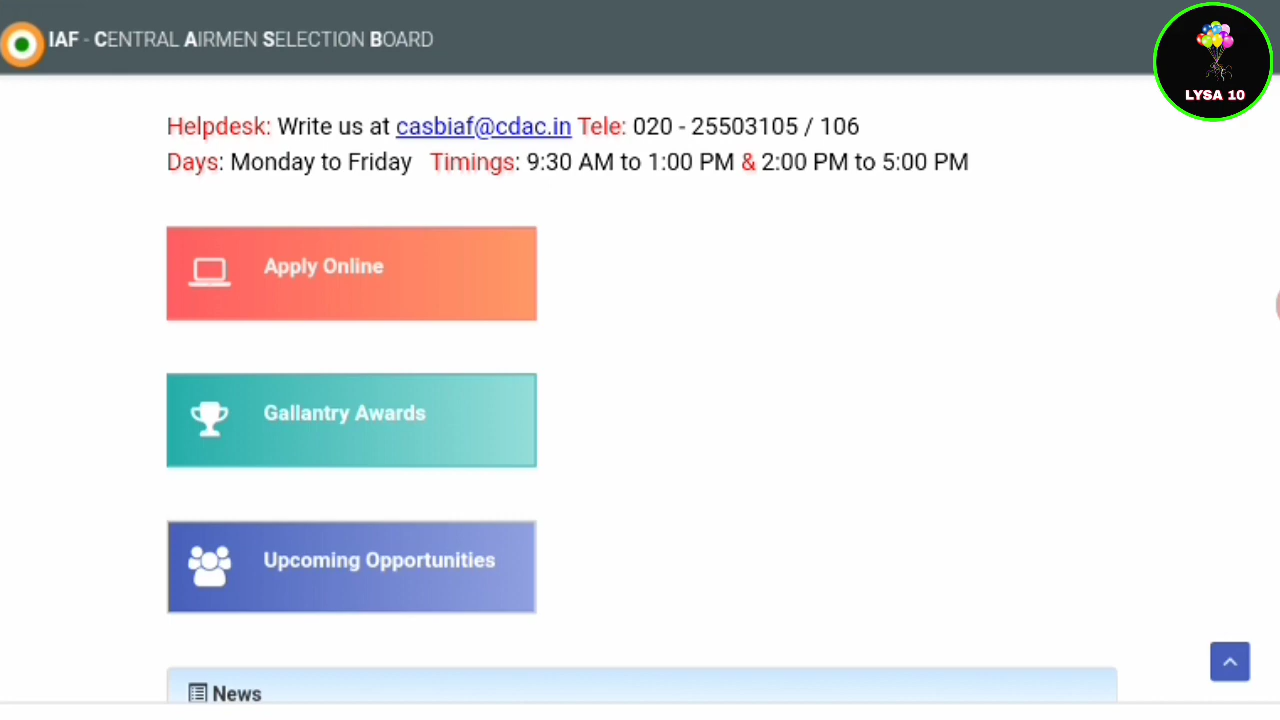 IAF - CENTRAL AIRMEN SELECTION BOARD
LYSA 10
Helpdesk: Write us at casbiaf@cdac.in Tele: 020 - 25503105 / 106
Days: Monday to Friday Timings: 9:30 AM to 1:00 PM & 2:00 PM to 5:00 PM
Apply Online
Gallantry Awards
Upcoming Opportunities
News